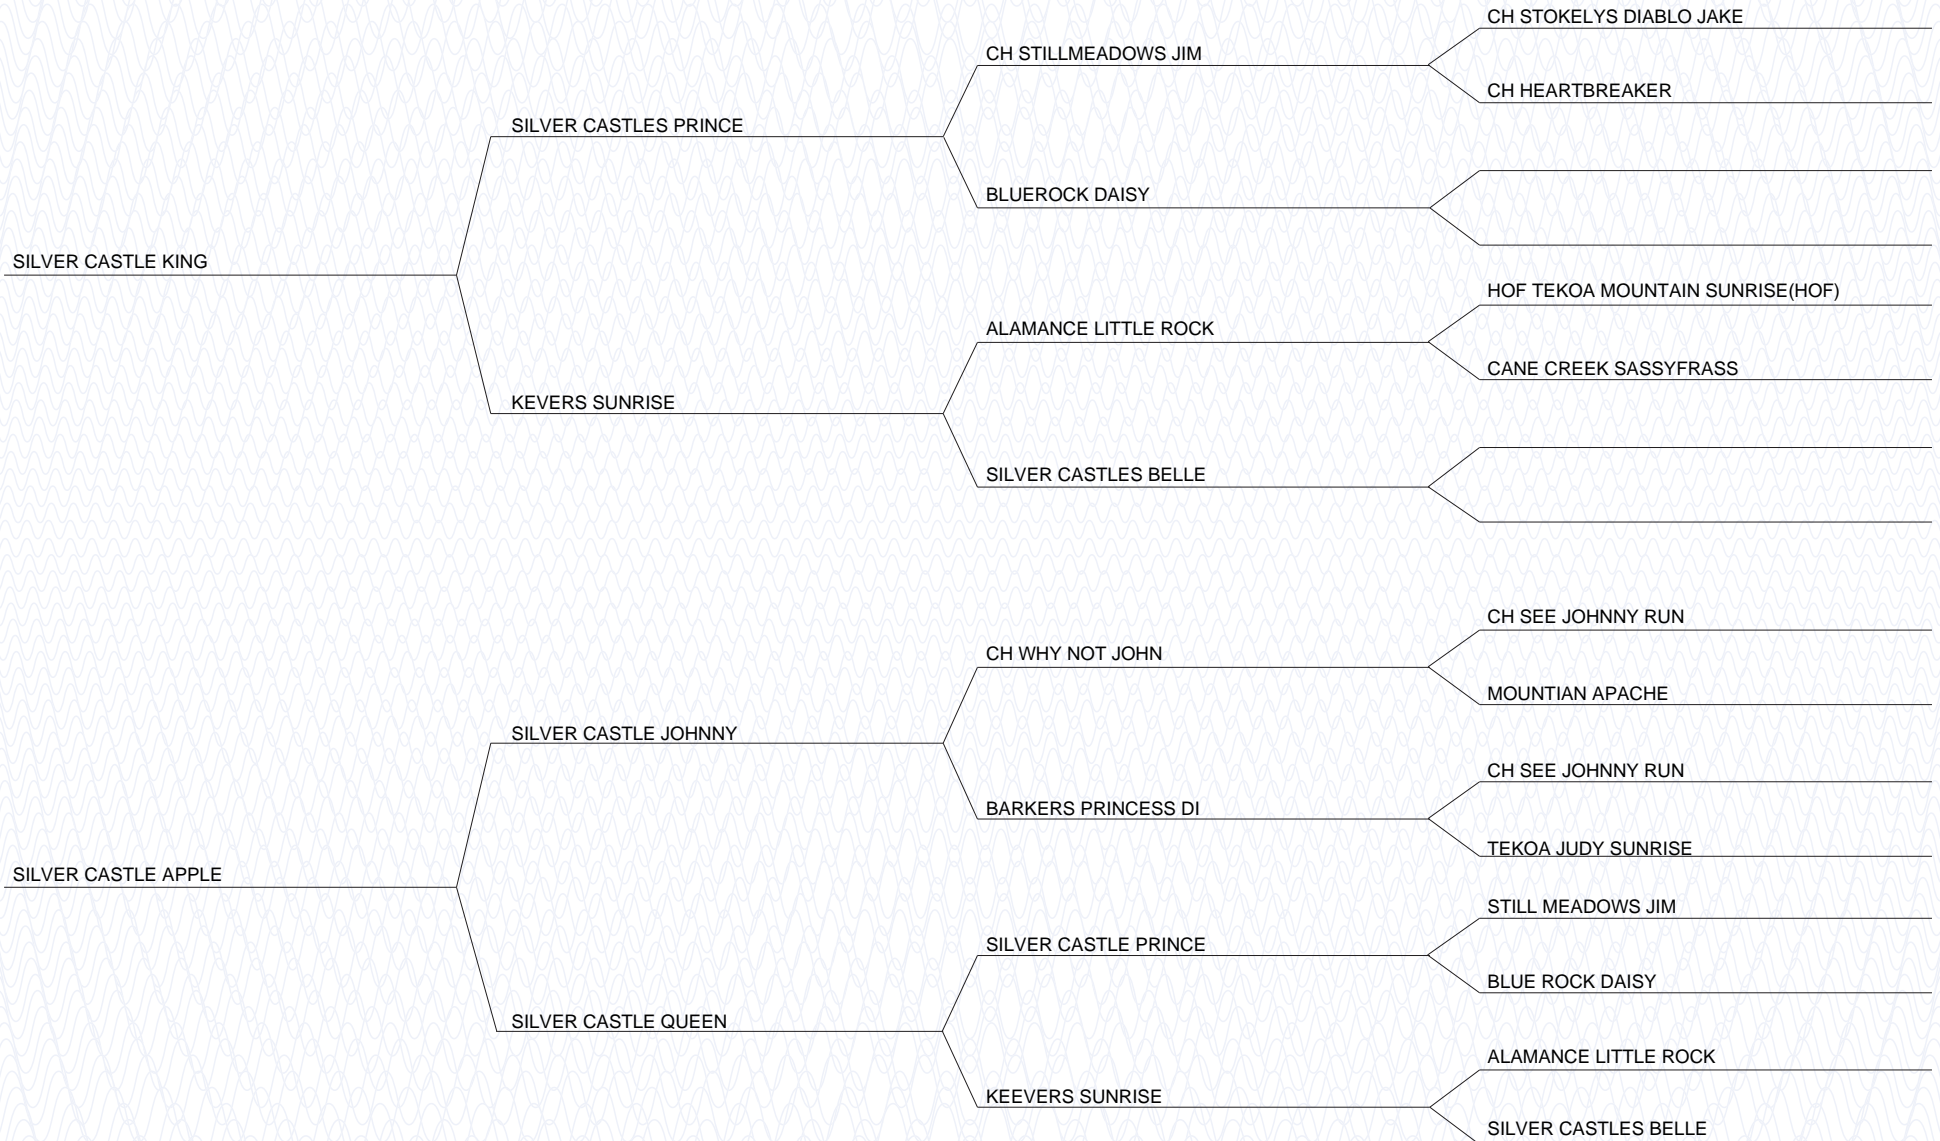 CH STOKELYS DIABLO JAKE
CH STILLMEADOWS JIM
CH HEARTBREAKER
SILVER CASTLES PRINCE
BLUEROCK DAISY
SILVER CASTLE KING
HOF TEKOA MOUNTAIN SUNRISE(HOF)
ALAMANCE LITTLE ROCK
CANE CREEK SASSYFRASS
KEVERS SUNRISE
SILVER CASTLES BELLE
CH SEE JOHNNY RUN
CH WHY NOT JOHN
MOUNTIAN APACHE
SILVER CASTLE JOHNNY
CH SEE JOHNNY RUN
BARKERS PRINCESS DI
TEKOA JUDY SUNRISE
SILVER CASTLE APPLE
STILL MEADOWS JIM
SILVER CASTLE PRINCE
BLUE ROCK DAISY
SILVER CASTLE QUEEN
ALAMANCE LITTLE ROCK
KEEVERS SUNRISE
SILVER CASTLES BELLE